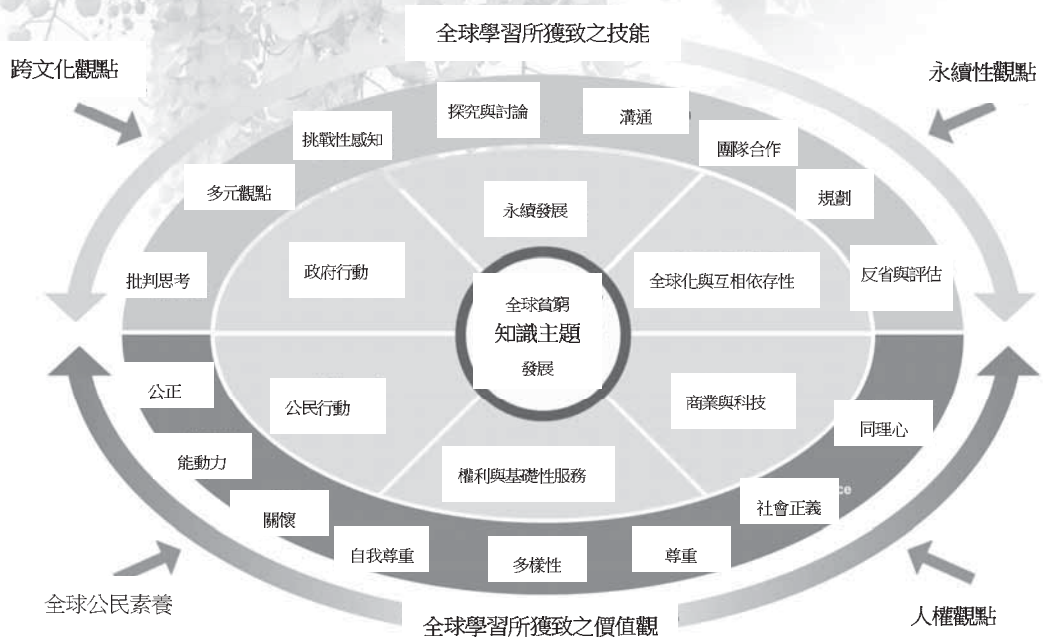 全球學習所獲致之技能
跨文化觀點
永續性觀點
探究與討論
溝通
挑戰性感知
團隊合作
多元觀點
規劃
永續發展
批判思考
政府行動
全球化與互相依存性
反省與評估
全球貧窮
知識主題
發展
公正
公民行動
商業與科技
同理心
能動力
權利與基礎性服務
關懷
社會正義
ce
自我尊重
多樣性
尊重
全球公民素養
人權觀點
全球學習所獲致之價值觀